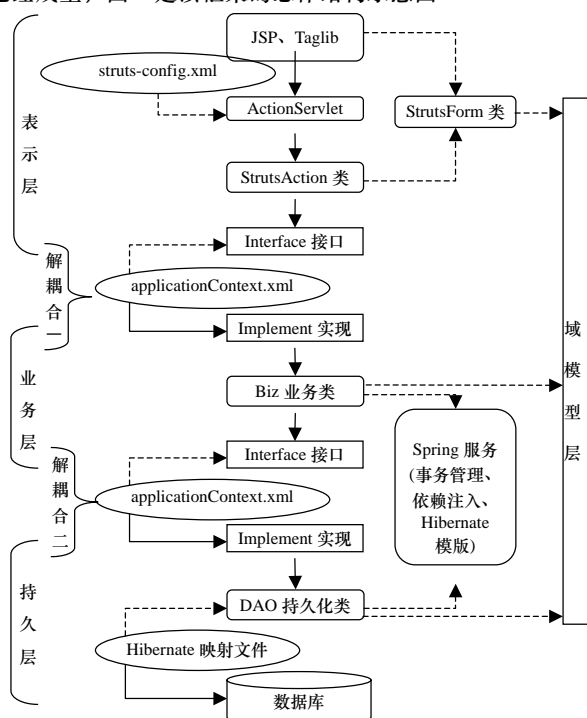 JSP、Taglib
struts-config.xml
ActionServlet
StrutsForm 类
表示层
StrutsAction 类
Interface 接口
解耦合一
applicationContext.xml
Implement 实现
域模型层
业务层
Biz 业务类
Spring 服务
(事务管理、
依赖注入、
Hibernate
模版)
Interface 接口
解耦合二
applicationContext.xml
Implement 实现
持久层
DAO 持久化类
Hibernate 映射文件
数据库